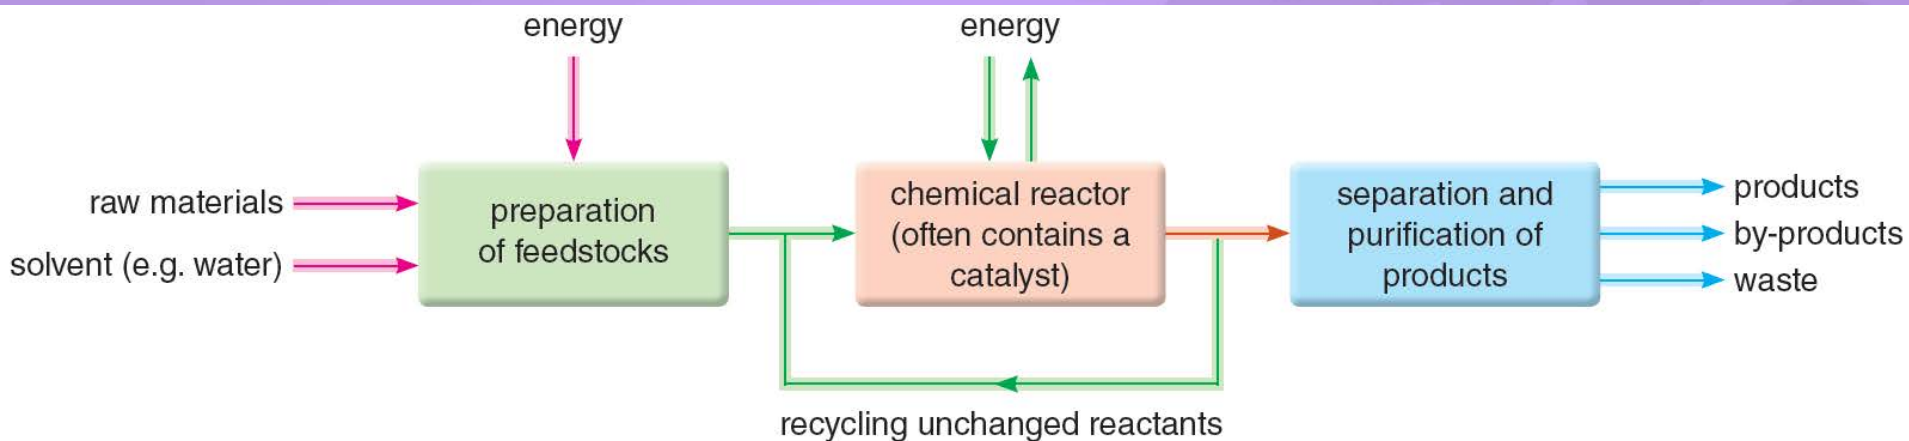 energy
energy
raw materials
solvent (e.g. water)
preparation
of feedstocks
chemical reactor
(often contains a
catalyst)
separation and
purification of
products
products
by-products
waste
recycling unchanged reactants